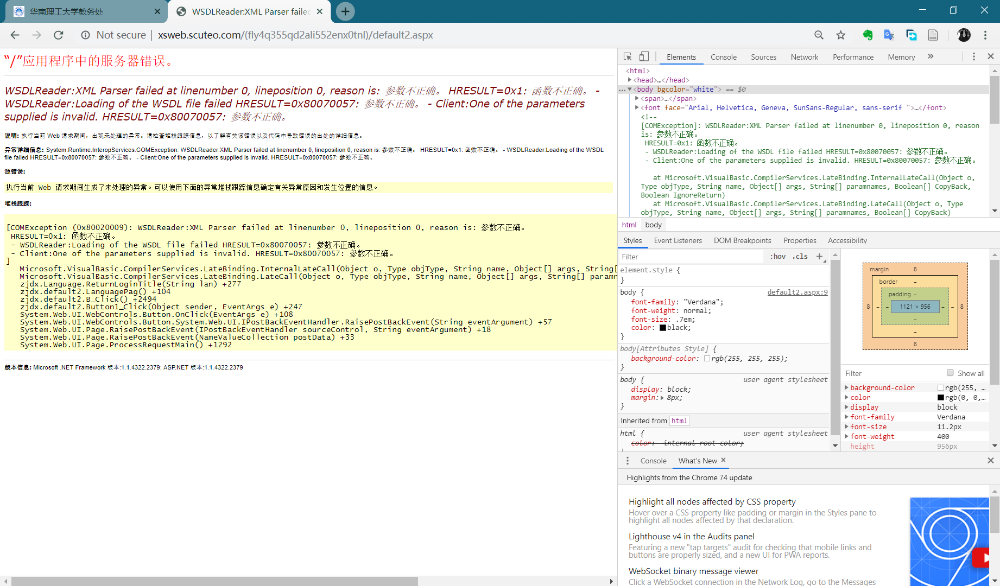 华南理工大学教务处
WSDLReader:XML Parser faile
Not secure
xsweb.scuteo.com/(fly4q355qd2ali552enx0tnl)/default2.aspx
“/”应用程序中的服务器错误。
WSDLReader:XML Parser failed at linenumber 0, lineposition 0, reason is: 参数不正确。 HRESULT=0x1: 函数不正确。 -
WSDLReader:Loading of the WSDL file failed HRESULT=0x80070057: 参数不正确。 - Client:One of the parameters
supplied is invalid. HRESULT=0x80070057: 参数不正确。
说明: 执行当前 Web 请求期间，出现未处理的异常。请检查堆栈跟踪信息，以了解有关该错误以及代码中导致错误的出处的详细信息。
异常详细信息: System.Runtime.InteropServices.COMException: WSDLReader:XML Parser failed at linenumber 0, lineposition 0, reason is: 参数不正确。 HRESULT=0x1: 函数不正确。 - WSDLReader:Loading of the WSDL
file failed HRESULT=0x80070057: 参数不正确。 - Client:One of the parameters supplied is invalid. HRESULT=0x80070057: 参数不正确。
源错误:
执行当前 Web 请求期间生成了未处理的异常。可以使用下面的异常堆栈跟踪信息确定有关异常原因和发生位置的信息。
堆栈跟踪:
[COMException (0x80020009): WSDLReader:XML Parser failed at linenumber 0, lineposition 0, reason is: 参数不正确。
HRESULT=0x1: 函数不正确。
- WSDLReader:Loading of the WSDL file failed HRESULT=0x80070057: 参数不正确。
- Client:One of the parameters supplied is invalid. HRESULT=0x80070057: 参数不正确。
]
Microsoft.VisualBasic.CompilerServices.LateBinding.InternalLateCall(Object o, Type objType, String name, Object[] args, String[
Microsoft.VisualBasic.CompilerServices.LateBinding.LateCall(Object o, Type objType, String name, Object[] args, String[] paramn
zjdx.Language.ReturnLoginTitle(String lan) +277
zjdx.default2.LanguagePag() +104
zjdx.default2.B_Click() +2494
zjdx.default2.Button1_Click(Object sender, EventArgs e) +247
System.Web.UI.WebControls.Button.OnClick(EventArgs e) +108
System.Web.UI.WebControls.Button.System.Web.UI.IPostBackEventHandler.RaisePostBackEvent(String eventArgument) +57
System.Web.UI.Page.RaisePostBackEvent(IPostBackEventHandler sourceControl, String eventArgument) +18
System.Web.UI.Page.RaisePostBackEvent(NameValueCollection postData) +33
System.Web.UI.Page.ProcessRequestMain() +1292
版本信息: Microsoft .NET Framework 版本:1.1.4322.2379; ASP.NET 版本:1.1.4322.2379
Elements Console Sources Network Performance Memory »
<html>
<head>…</head>
<body bgcolor="white"> == $0
<span>…</span>
<font face="Arial, Helvetica, Geneva, SunSans-Regular, sans-serif ">…</font>
<!--
[COMException]: WSDLReader:XML Parser failed at linenumber 0, lineposition 0, reason
is: 参数不正确。
HRESULT=0x1: 函数不正确。
- WSDLReader:Loading of the WSDL file failed HRESULT=0x80070057: 参数不正确。
- Client:One of the parameters supplied is invalid. HRESULT=0x80070057: 参数不正确。
at Microsoft.VisualBasic.CompilerServices.LateBinding.InternalLateCall(Object o,
Type objType, String name, Object[] args, String[] paramnames, Boolean[] CopyBack,
Boolean IgnoreReturn)
at Microsoft.VisualBasic.CompilerServices.LateBinding.LateCall(Object o, Type
objType, String name, Object[] args, String[] paramnames, Boolean[] CopyBack)
html body
Styles Event Listeners DOM Breakpoints Properties Accessibility
Filter :hov .cls +
element.style {
}
body { default2.aspx:9
font-family: "Verdana";
font-weight: normal;
font-size: .7em;
color: black;
}
body[Attributes Style] {
background-color: rgb(255, 255, 255);
}
body { user agent stylesheet
display: block;
margin: 8px;
}
Inherited from html
html { user agent stylesheet
color: -internal-root-color;
}
margin 8
border –
padding –
8 – – 1121 × 956 – – 8
–
–
8
Filter Show all
background-color rgb(255, …
color rgb(0, 0,…
display block
font-family Verdana
font-size 11.2px
font-weight 400
height 956px
Console What's New
Highlights from the Chrome 74 update
Highlight all nodes affected by CSS property
Hover over a CSS property like padding or margin in the Styles pane to
highlight all nodes affected by that declaration.
Lighthouse v4 in the Audits panel
Featuring a new "tap targets" audit for checking that mobile links and
buttons are properly sized, and a new UI for PWA reports.
WebSocket binary message viewer
Click a WebSocket connection in the Network Log, go to the Messages